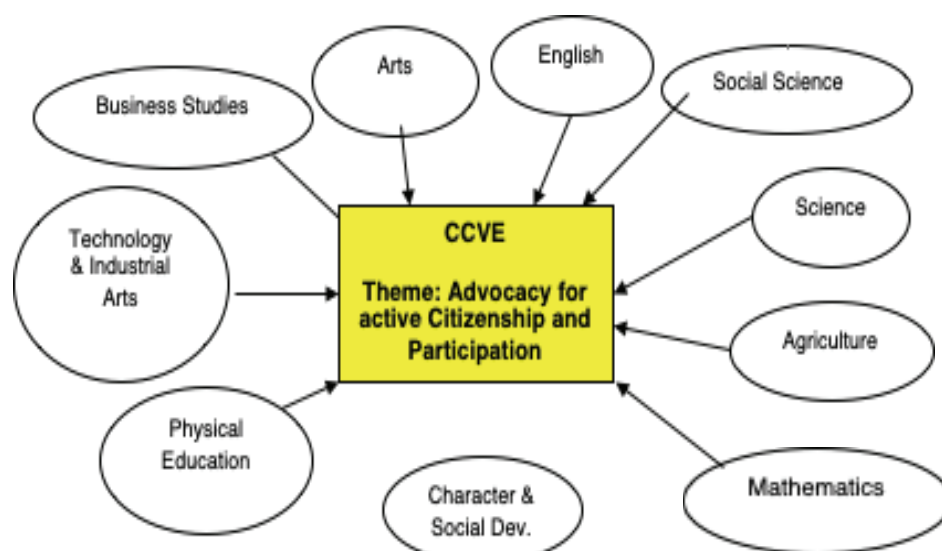 Arts
English
Social Science
Business Studies
Science
Technology
& Industrial
Arts
CCVE
Theme: Advocacy for
active Citizenship and
Participation
Agriculture
Physical
Education
Character &
Social Dev.
Mathematics